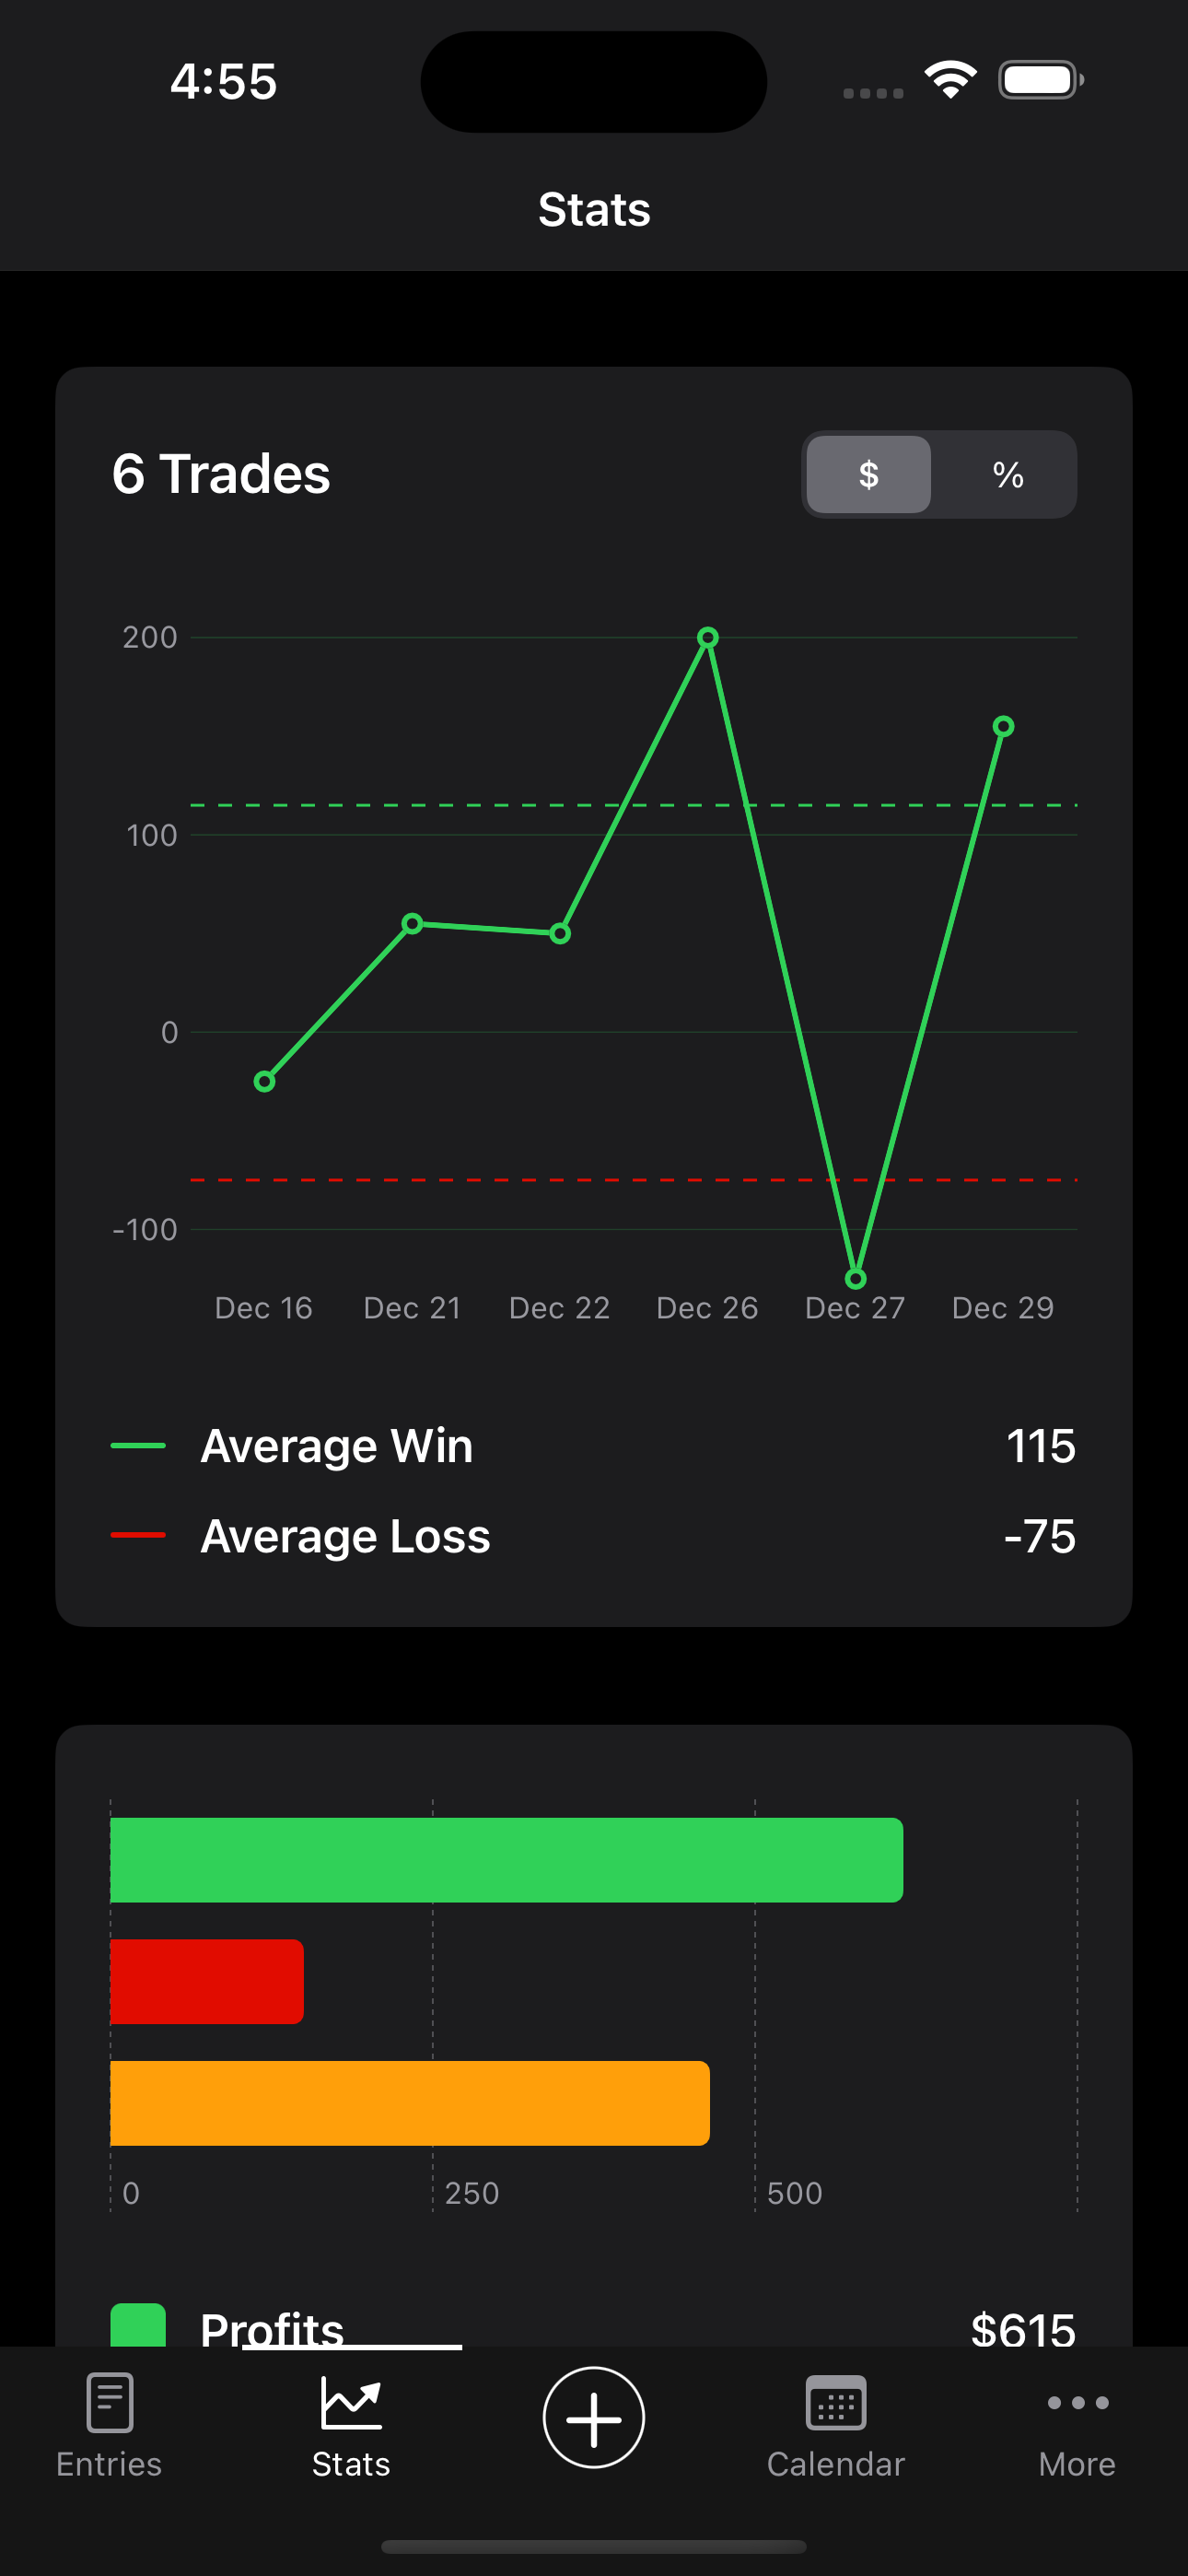 4:55
Stats
6 Trades
$ %
200
100
0
-100
Dec 16 Dec 21 Dec 22 Dec 26 Dec 27 Dec 29
Average Win 115
Average Loss -75
0 250 500
Profits $615
Entries Stats Calendar More